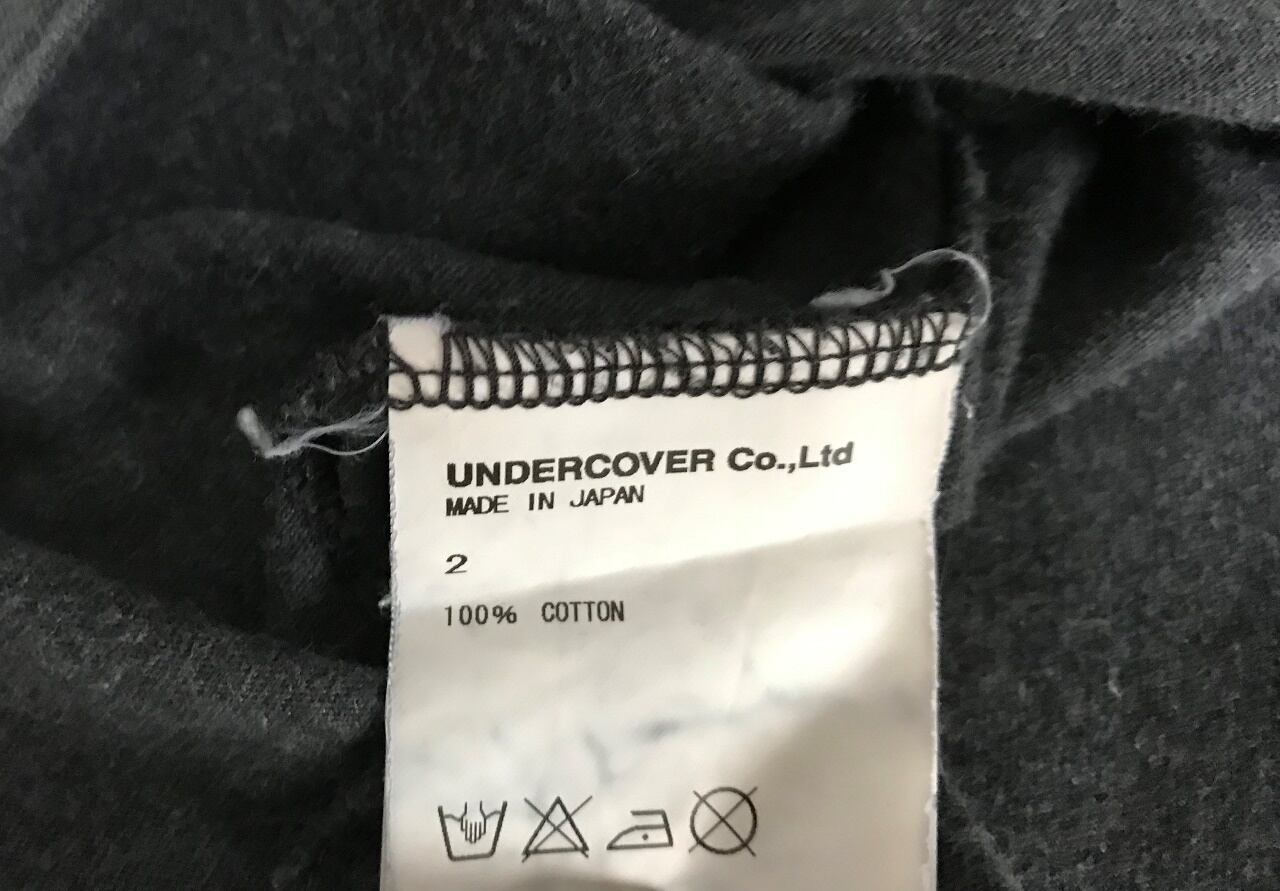 UNDERCOVER Co.,Ltd
MADE IN JAPAN
2
100% COTTON